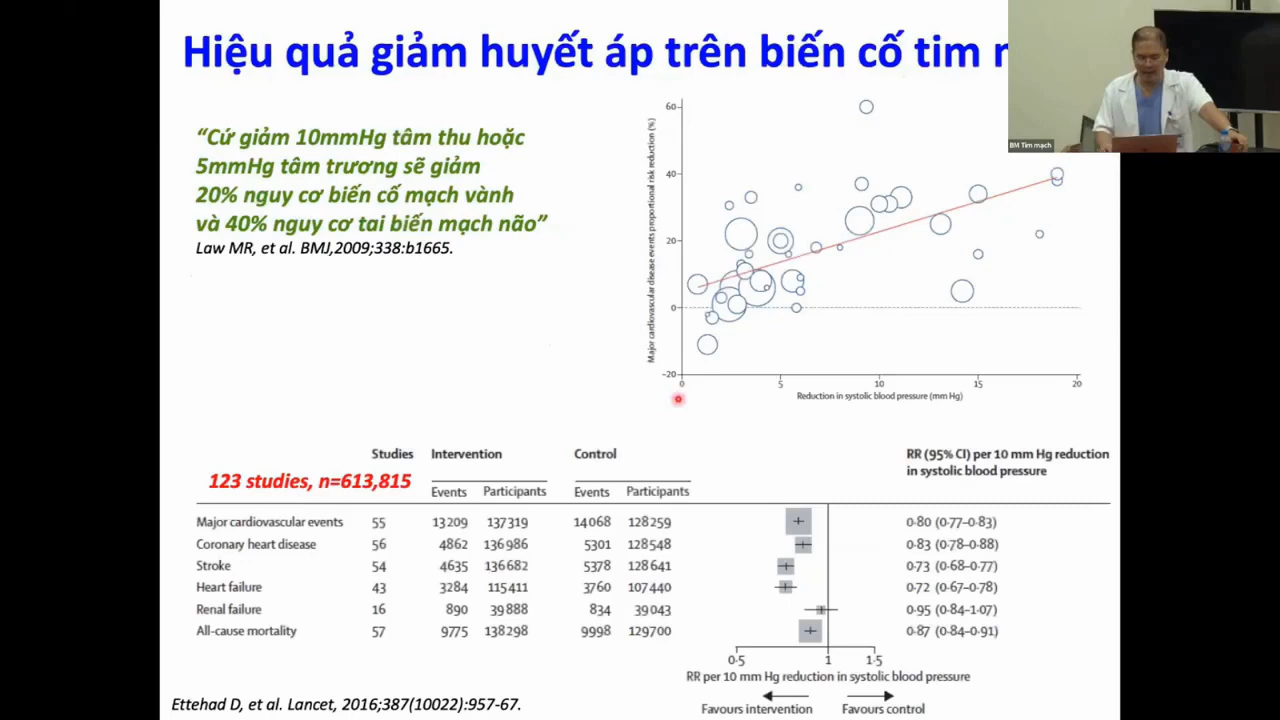 Hiệu quả giảm huyết áp trên biến cố tim
BM Tim mạch
“Cứ giảm 10mmHg tâm thu hoặc
5mmHg tâm trương sẽ giảm
20% nguy cơ biến cố mạch vành
và 40% nguy cơ tai biến mạch não”
Law MR, et al. BMJ,2009;338:b1665.
Major cardiovascular disease events proportional risk reduction (%)
60
40
20
0
−20
0 5 10 15 20
Reduction in systolic blood pressure (mm Hg)
123 studies, n=613,815
Studies Intervention Control RR (95% CI) per 10 mm Hg reduction
in systolic blood pressure
Events Participants Events Participants
Major cardiovascular events 55 13209 137319 14068 128259 0·80 (0·77–0·83)
Coronary heart disease 56 4862 136986 5301 128548 0·83 (0·78–0·88)
Stroke 54 4635 136682 5378 128641 0·73 (0·68–0·77)
Heart failure 43 3284 115411 3760 107440 0·72 (0·67–0·78)
Renal failure 16 890 39888 834 39043 0·95 (0·84–1·07)
All-cause mortality 57 9775 138298 9998 129700 0·87 (0·84–0·91)
0·5 1 1·5
RR per 10 mm Hg reduction in systolic blood pressure
Favours intervention Favours control
Ettehad D, et al. Lancet, 2016;387(10022):957-67.